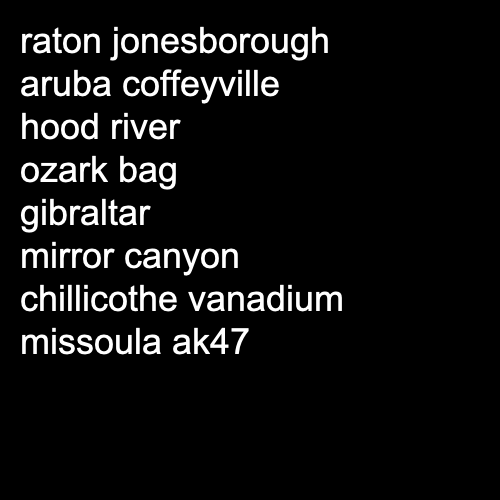 raton jonesborough
aruba coffeyville
hood river
ozark bag
gibraltar
mirror canyon
chillicothe vanadium
missoula ak47